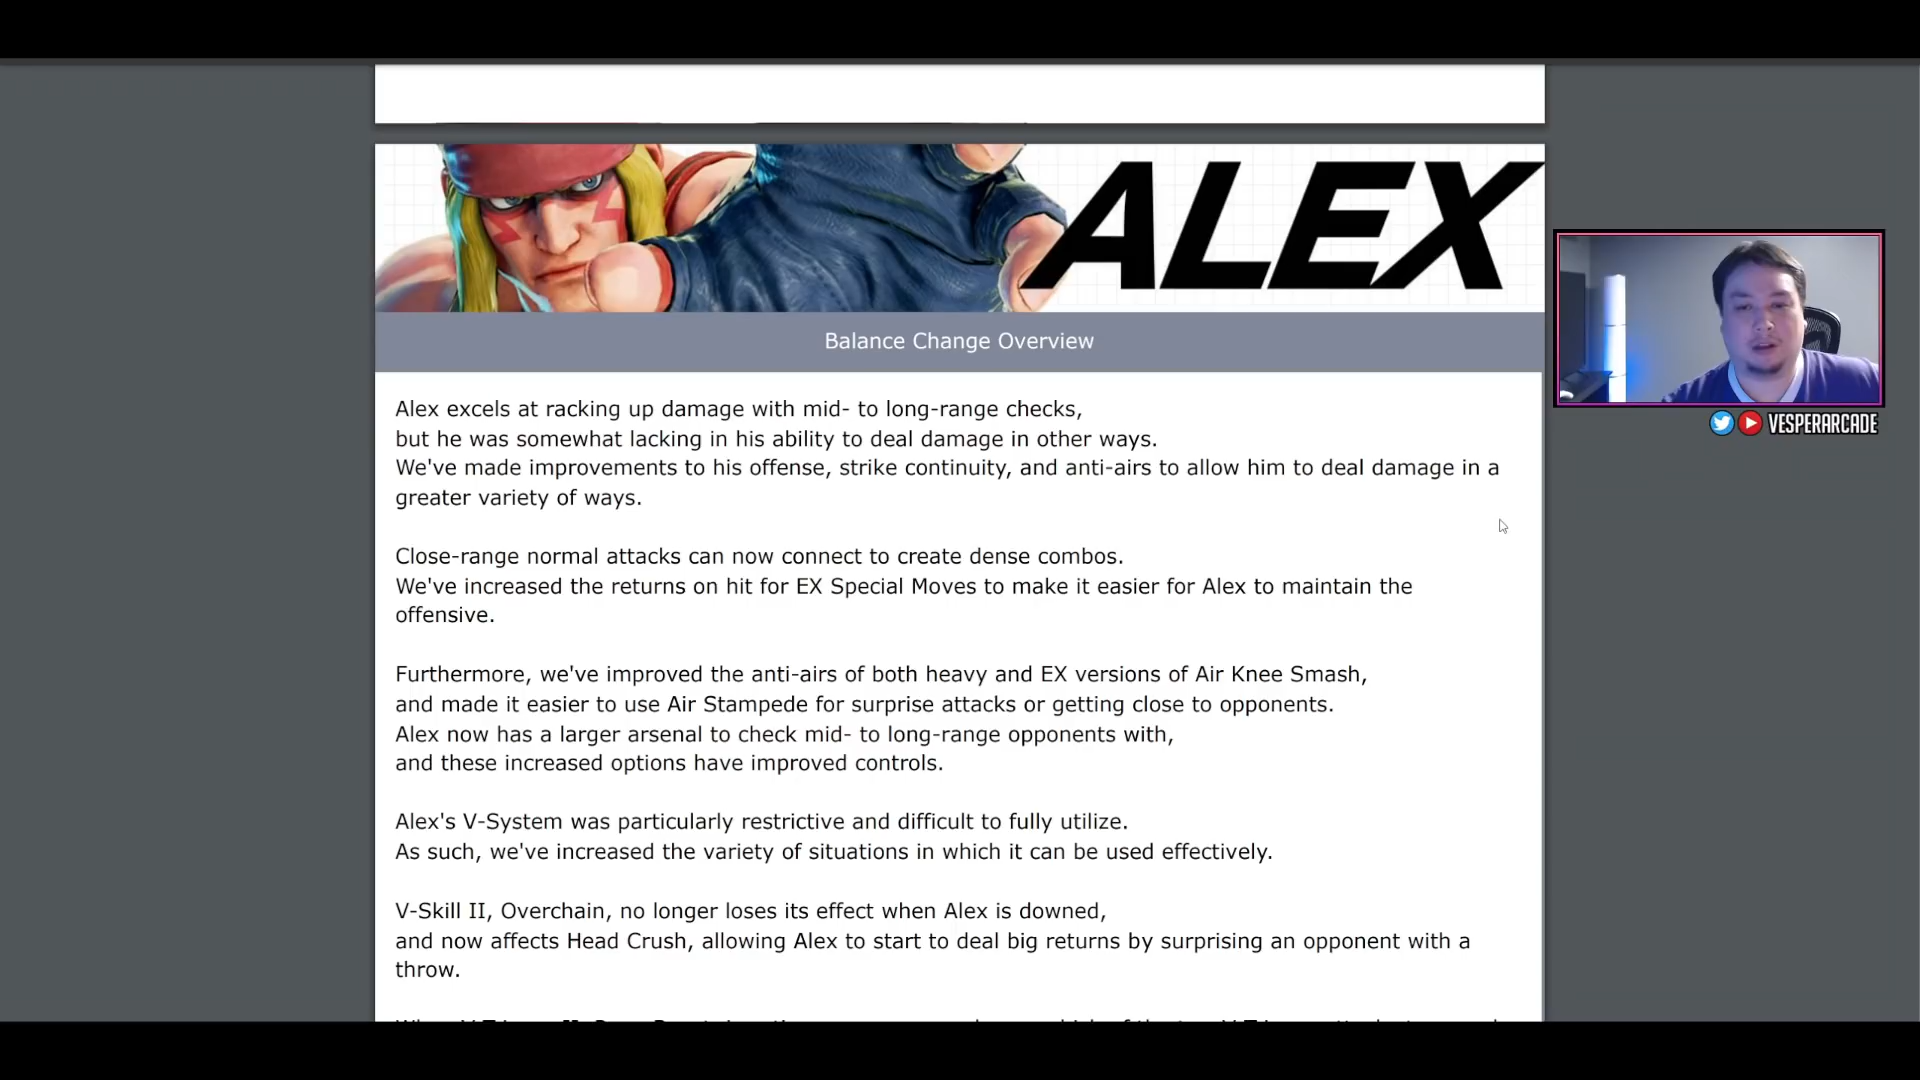 ALEX
Balance Change Overview
Alex excels at racking up damage with mid- to long-range checks,
but he was somewhat lacking in his ability to deal damage in other ways.
We've made improvements to his offense, strike continuity, and anti-airs to allow him to deal damage in a
greater variety of ways.
Close-range normal attacks can now connect to create dense combos.
We've increased the returns on hit for EX Special Moves to make it easier for Alex to maintain the
offensive.
Furthermore, we've improved the anti-airs of both heavy and EX versions of Air Knee Smash,
and made it easier to use Air Stampede for surprise attacks or getting close to opponents.
Alex now has a larger arsenal to check mid- to long-range opponents with,
and these increased options have improved controls.
Alex's V-System was particularly restrictive and difficult to fully utilize.
As such, we've increased the variety of situations in which it can be used effectively.
V-Skill II, Overchain, no longer loses its effect when Alex is downed,
and now affects Head Crush, allowing Alex to start to deal big returns by surprising an opponent with a
throw.
VESPERARCADE